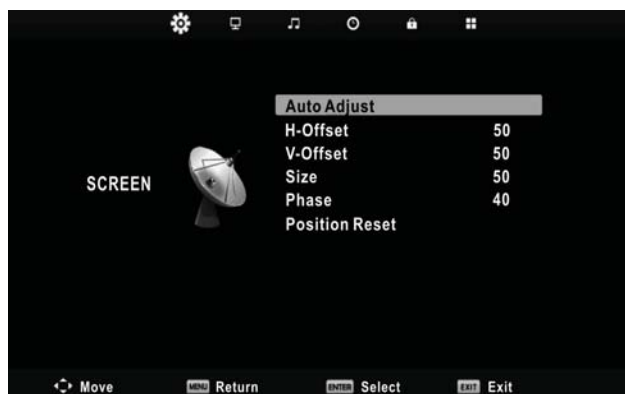 Auto Adjust
H-Offset 50
V-Offset 50
SCREEN
Size 50
Phase 40
Position Reset
Move MENU Return ENTER Select EXIT Exit